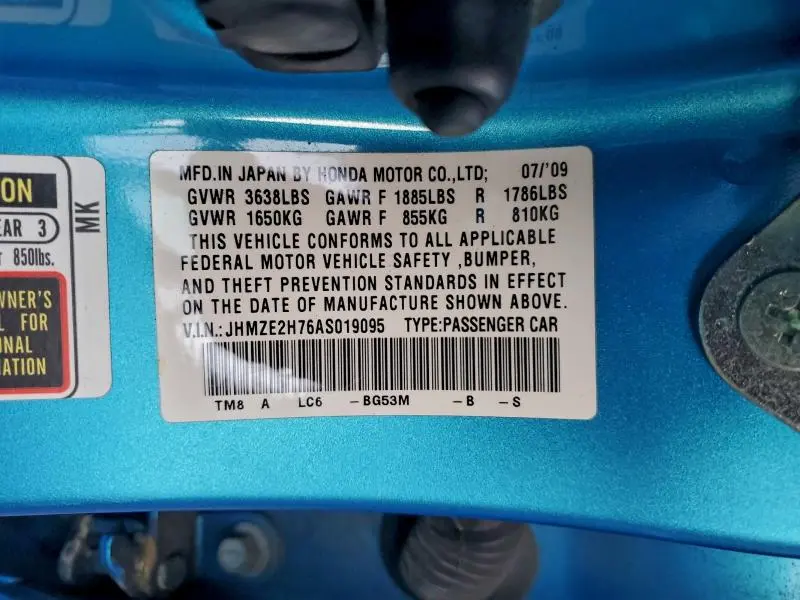 ON
EAR 3
850lbs.
WNER'S
FOR
ONAL
ATION
MK
MFD.IN JAPAN BY HONDA MOTOR CO.,LTD; 07/'09
GVWR 3638LBS GAWR F 1885LBS R 1786LBS
GVWR 1650KG GAWR F 855KG R 810KG
THIS VEHICLE CONFORMS TO ALL APPLICABLE
FEDERAL MOTOR VEHICLE SAFETY ,BUMPER,
AND THEFT PREVENTION STANDARDS IN EFFECT
ON THE DATE OF MANUFACTURE SHOWN ABOVE.
V.I.N.: JHMZE2H76AS019095 TYPE:PASSENGER CAR
TM8 A LC6 -BG53M -B -S